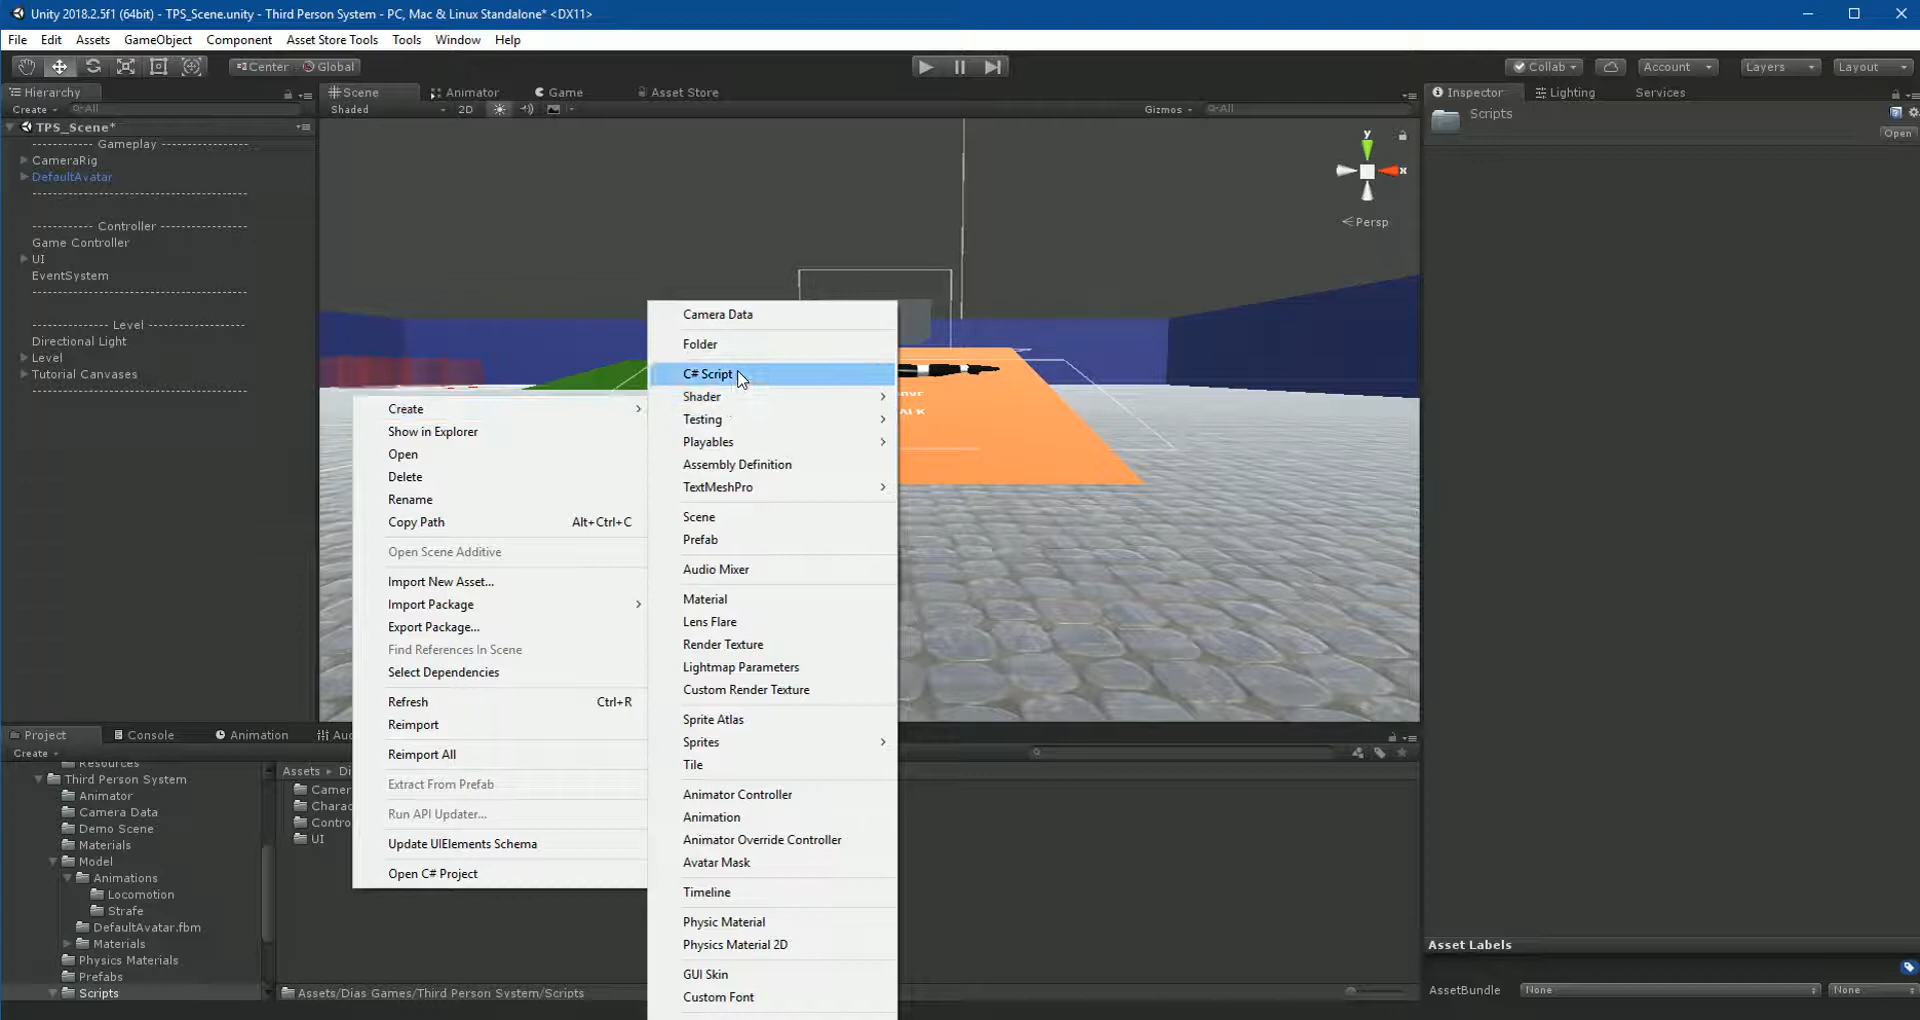 Unity 2018.2.5f1 (64bit) - TPS_Scene.unity - Third Person System - PC, Mac & Linux Standalone* <DX11>
File Edit Assets GameObject Component Asset Store Tools Tools Window Help
Center Global Collab Account Layers Layout
Hierarchy Scene Animator Game Asset Store Inspector Lighting Services
Create All Shaded 2D Gizmos All
Scripts
Open
TPS_Scene*
------------ Gameplay ----------------
CameraRig
DefaultAvatar
----------------------------------------
------------ Controller ----------------
Game Controller
UI
EventSystem
----------------------------------------
------------ Level ------------------
Directional Light
Level
Tutorial Canvases
----------------------------------------
y
x
Persp
Create
Show in Explorer
Open
Delete
Rename
Copy Path Alt+Ctrl+C
Open Scene Additive
Import New Asset...
Import Package
Export Package...
Find References In Scene
Select Dependencies
Refresh Ctrl+R
Reimport
Reimport All
Extract From Prefab
Run API Updater...
Update UIElements Schema
Open C# Project
Camera Data
Folder
C# Script
Shader
Testing
Playables
Assembly Definition
TextMeshPro
Scene
Prefab
Audio Mixer
Material
Lens Flare
Render Texture
Lightmap Parameters
Custom Render Texture
Sprite Atlas
Sprites
Tile
Animator Controller
Animation
Animator Override Controller
Avatar Mask
Timeline
Physic Material
Physics Material 2D
GUI Skin
Custom Font
Project Console Animation Au
Create
Resources
Third Person System
Animator
Camera Data
Demo Scene
Materials
Model
Animations
Locomotion
Strafe
DefaultAvatar.fbm
Materials
Physics Materials
Prefabs
Scripts
Assets Di
Camer
Charac
Contro
UI
Assets/Dias Games/Third Person System/Scripts
Asset Labels
AssetBundle None None